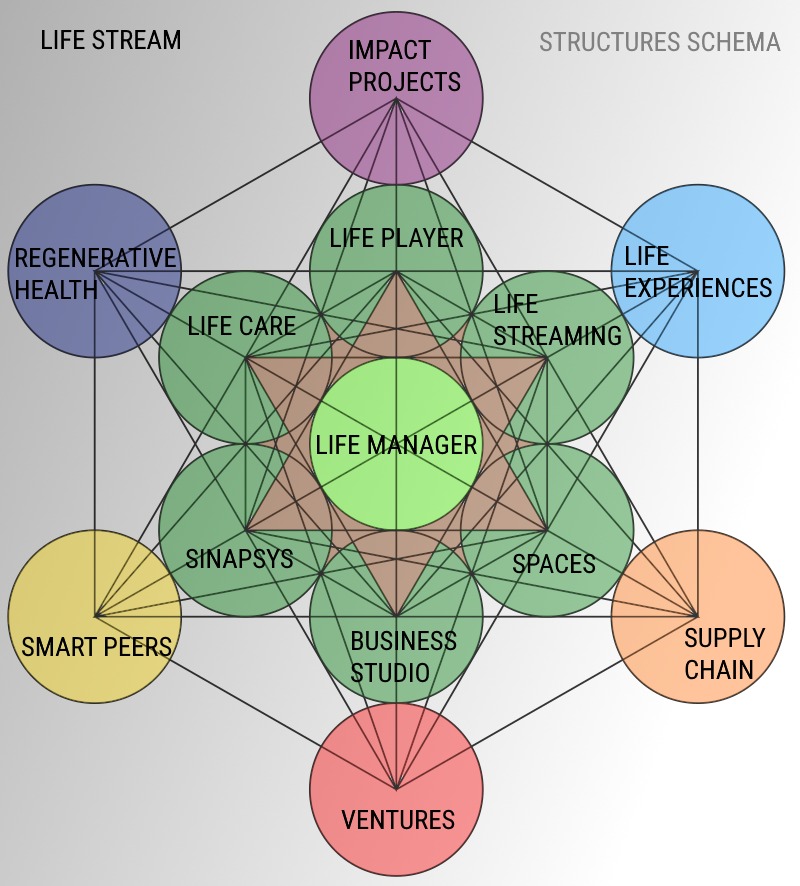 LIFE STREAM
STRUCTURES SCHEMA
IMPACT
PROJECTS
LIFE PLAYER
REGENERATIVE
HEALTH
LIFE
EXPERIENCES
LIFE CARE
LIFE
STREAMING
LIFE MANAGER
SINAPSYS
SPACES
SMART PEERS
BUSINESS
STUDIO
SUPPLY
CHAIN
VENTURES